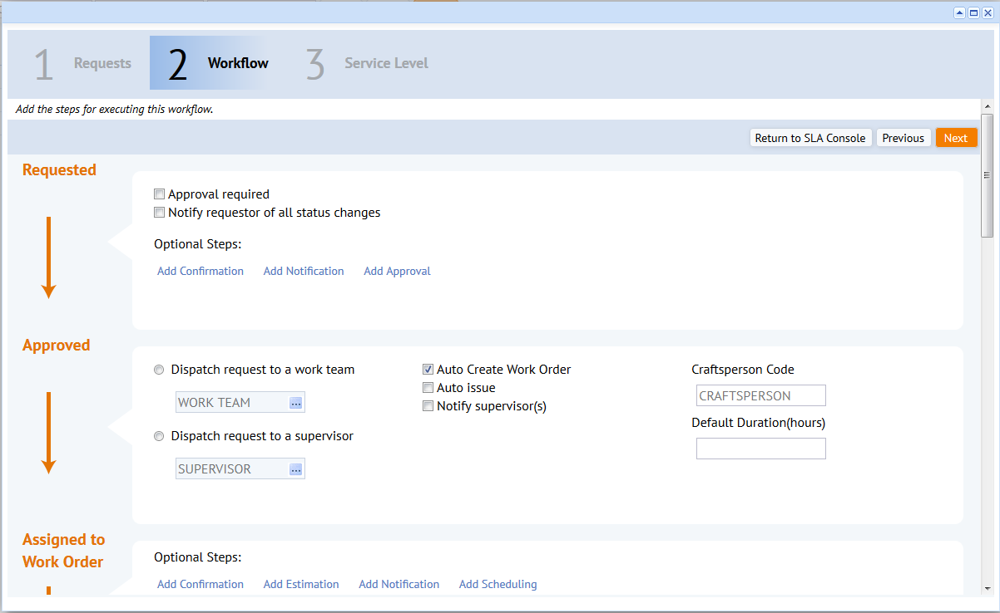 1 Requests 2 Workflow 3 Service Level
Add the steps for executing this workflow.
Return to SLA Console Previous Next
Requested
Approval required
Notify requestor of all status changes
Optional Steps:
Add Confirmation Add Notification Add Approval
Approved
Dispatch request to a work team Auto Create Work Order Craftsperson Code
Auto issue
WORK TEAM ... Notify supervisor(s) CRAFTSPERSON
Dispatch request to a supervisor Default Duration(hours)
SUPERVISOR ...
Assigned to
Work Order
Optional Steps:
Add Confirmation Add Estimation Add Notification Add Scheduling